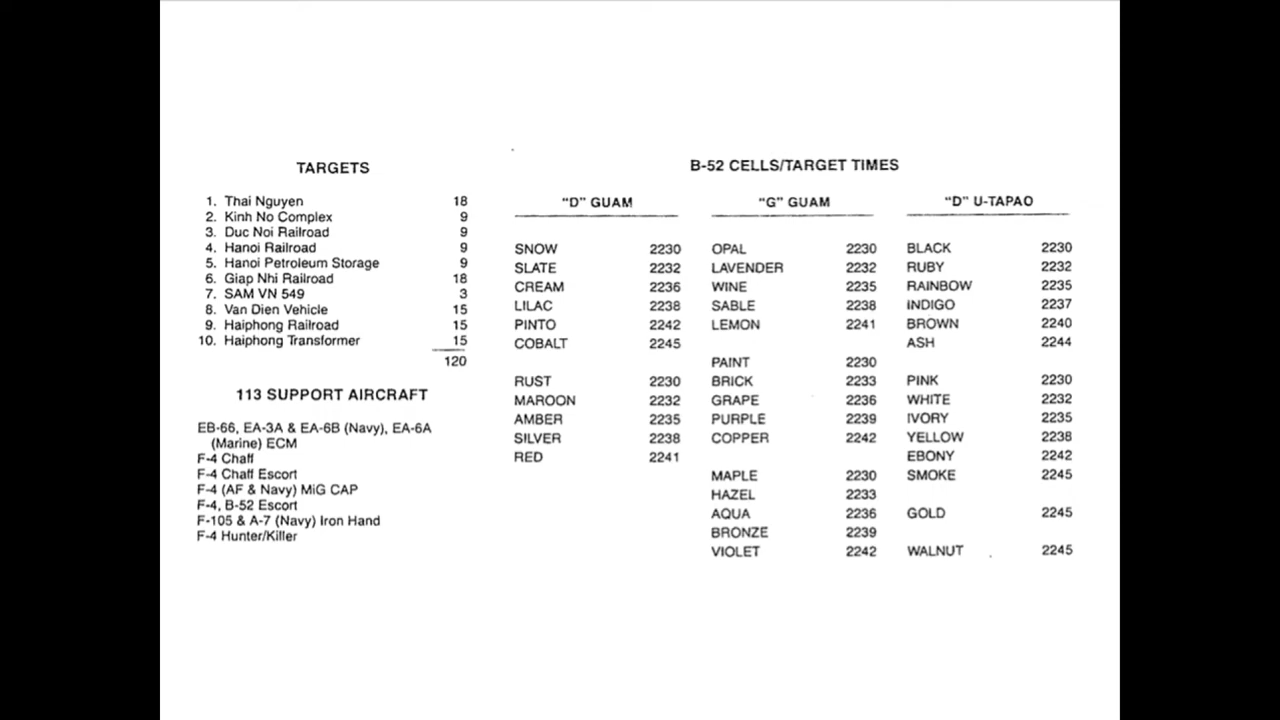 TARGETS
1. Thai Nguyen 18
2. Kinh No Complex 9
3. Duc Noi Railroad 9
4. Hanoi Railroad 9
5. Hanoi Petroleum Storage 9
6. Giap Nhi Railroad 18
7. SAM VN 549 3
8. Van Dien Vehicle 15
9. Haiphong Railroad 15
10. Haiphong Transformer 15
120
113 SUPPORT AIRCRAFT
EB-66, EA-3A & EA-6B (Navy), EA-6A
(Marine) ECM
F-4 Chaff
F-4 Chaff Escort
F-4 (AF & Navy) MiG CAP
F-4, B-52 Escort
F-105 & A-7 (Navy) Iron Hand
F-4 Hunter/Killer
B-52 CELLS/TARGET TIMES
"D" GUAM
SNOW 2230
SLATE 2232
CREAM 2236
LILAC 2238
PINTO 2242
COBALT 2245
RUST 2230
MAROON 2232
AMBER 2235
SILVER 2238
RED 2241
"G" GUAM
OPAL 2230
LAVENDER 2232
WINE 2235
SABLE 2238
LEMON 2241
PAINT 2230
BRICK 2233
GRAPE 2236
PURPLE 2239
COPPER 2242
MAPLE 2230
HAZEL 2233
AQUA 2236
BRONZE 2239
VIOLET 2242
"D" U-TAPAO
BLACK 2230
RUBY 2232
RAINBOW 2235
INDIGO 2237
BROWN 2240
ASH 2244
PINK 2230
WHITE 2232
IVORY 2235
YELLOW 2238
EBONY 2242
SMOKE 2245
GOLD 2245
WALNUT 2245